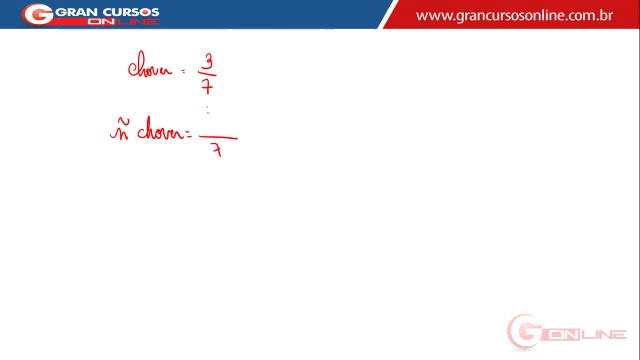 GRAN CURSOS
ONLINE
www.grancursosonline.com.br
chover = 3/7
ñ chover = /7
G ONLINE